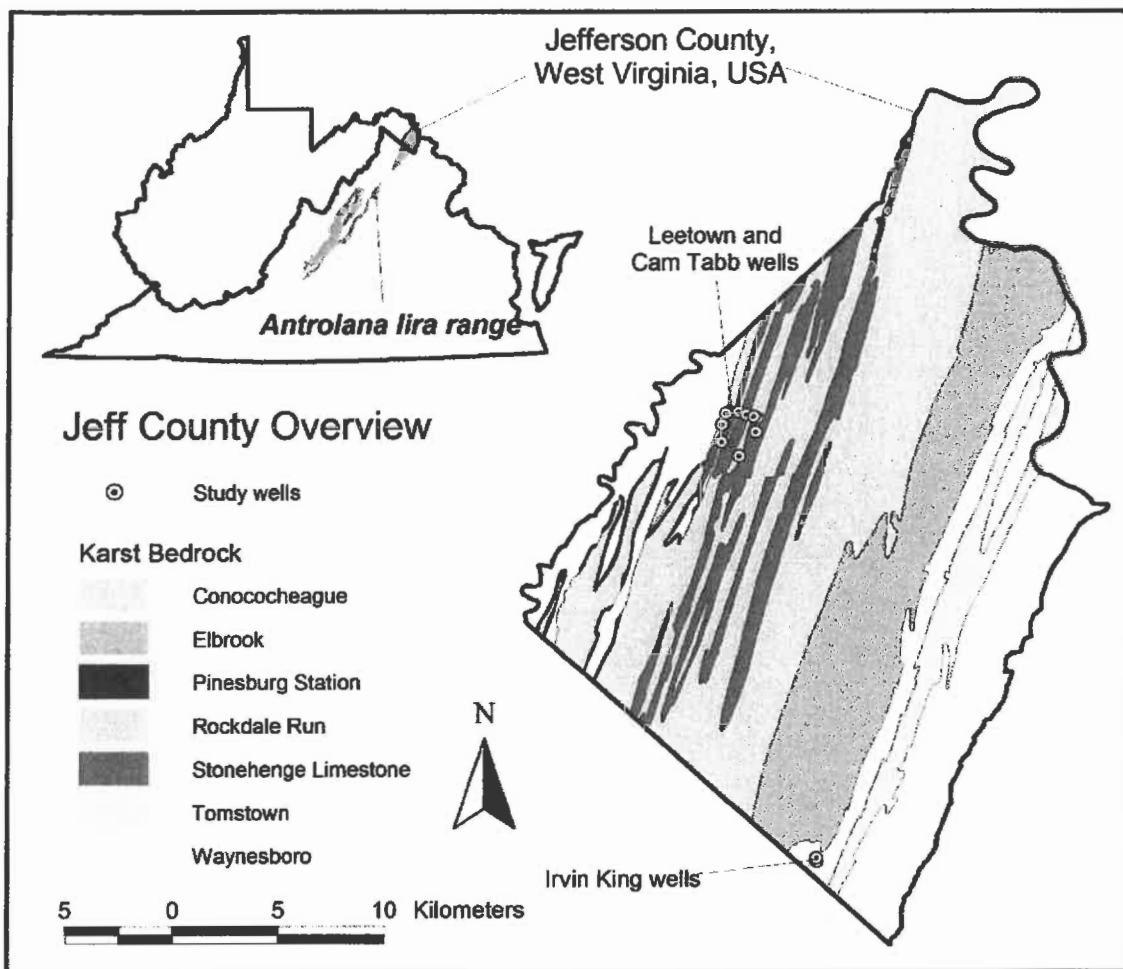 Jefferson County,
West Virginia, USA
Leetown and
Cam Tabb wells
Antrolana lira range
Jeff County Overview
Study wells
Karst Bedrock
Conococheague
Elbrook
Pinesburg Station
Rockdale Run
Stonehenge Limestone
Tomstown
Waynesboro
N
Irvin King wells
5 0 5 10 Kilometers